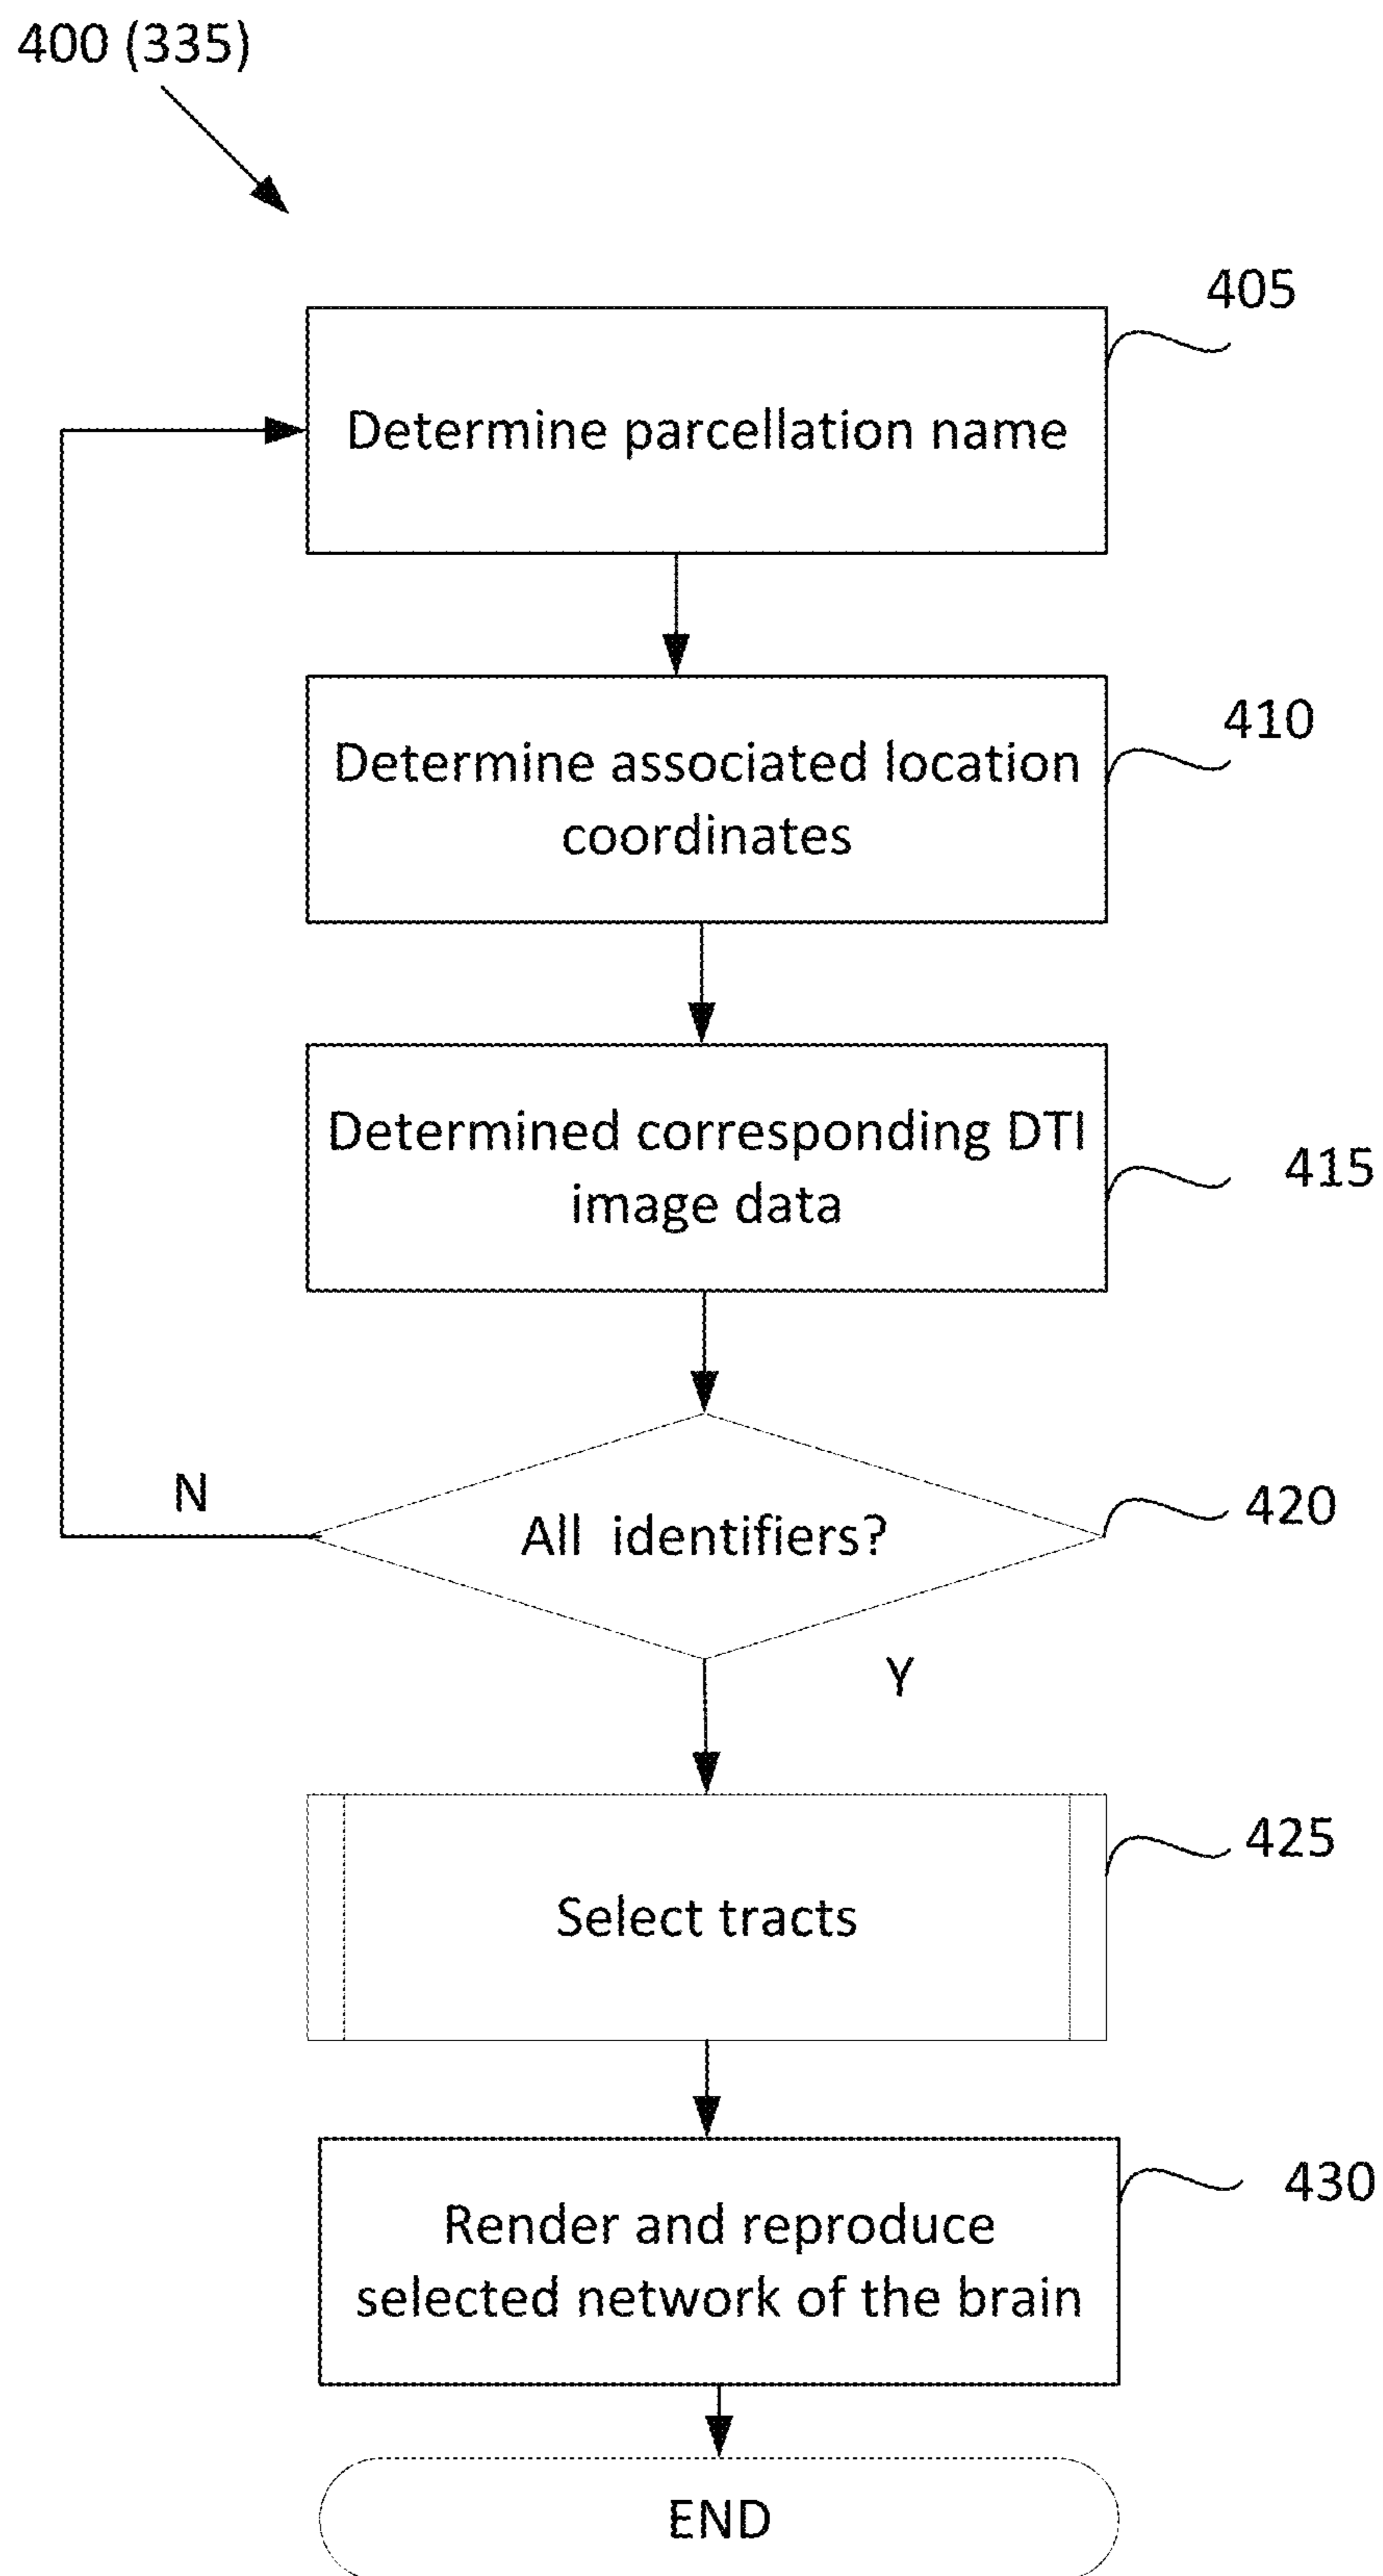 400 (335)
405
Determine parcellation name
410
Determine associated location
coordinates
Determined corresponding DTI
image data
415
N
All identifiers?
420
Y
425
Select tracts
430
Render and reproduce
selected network of the brain
END